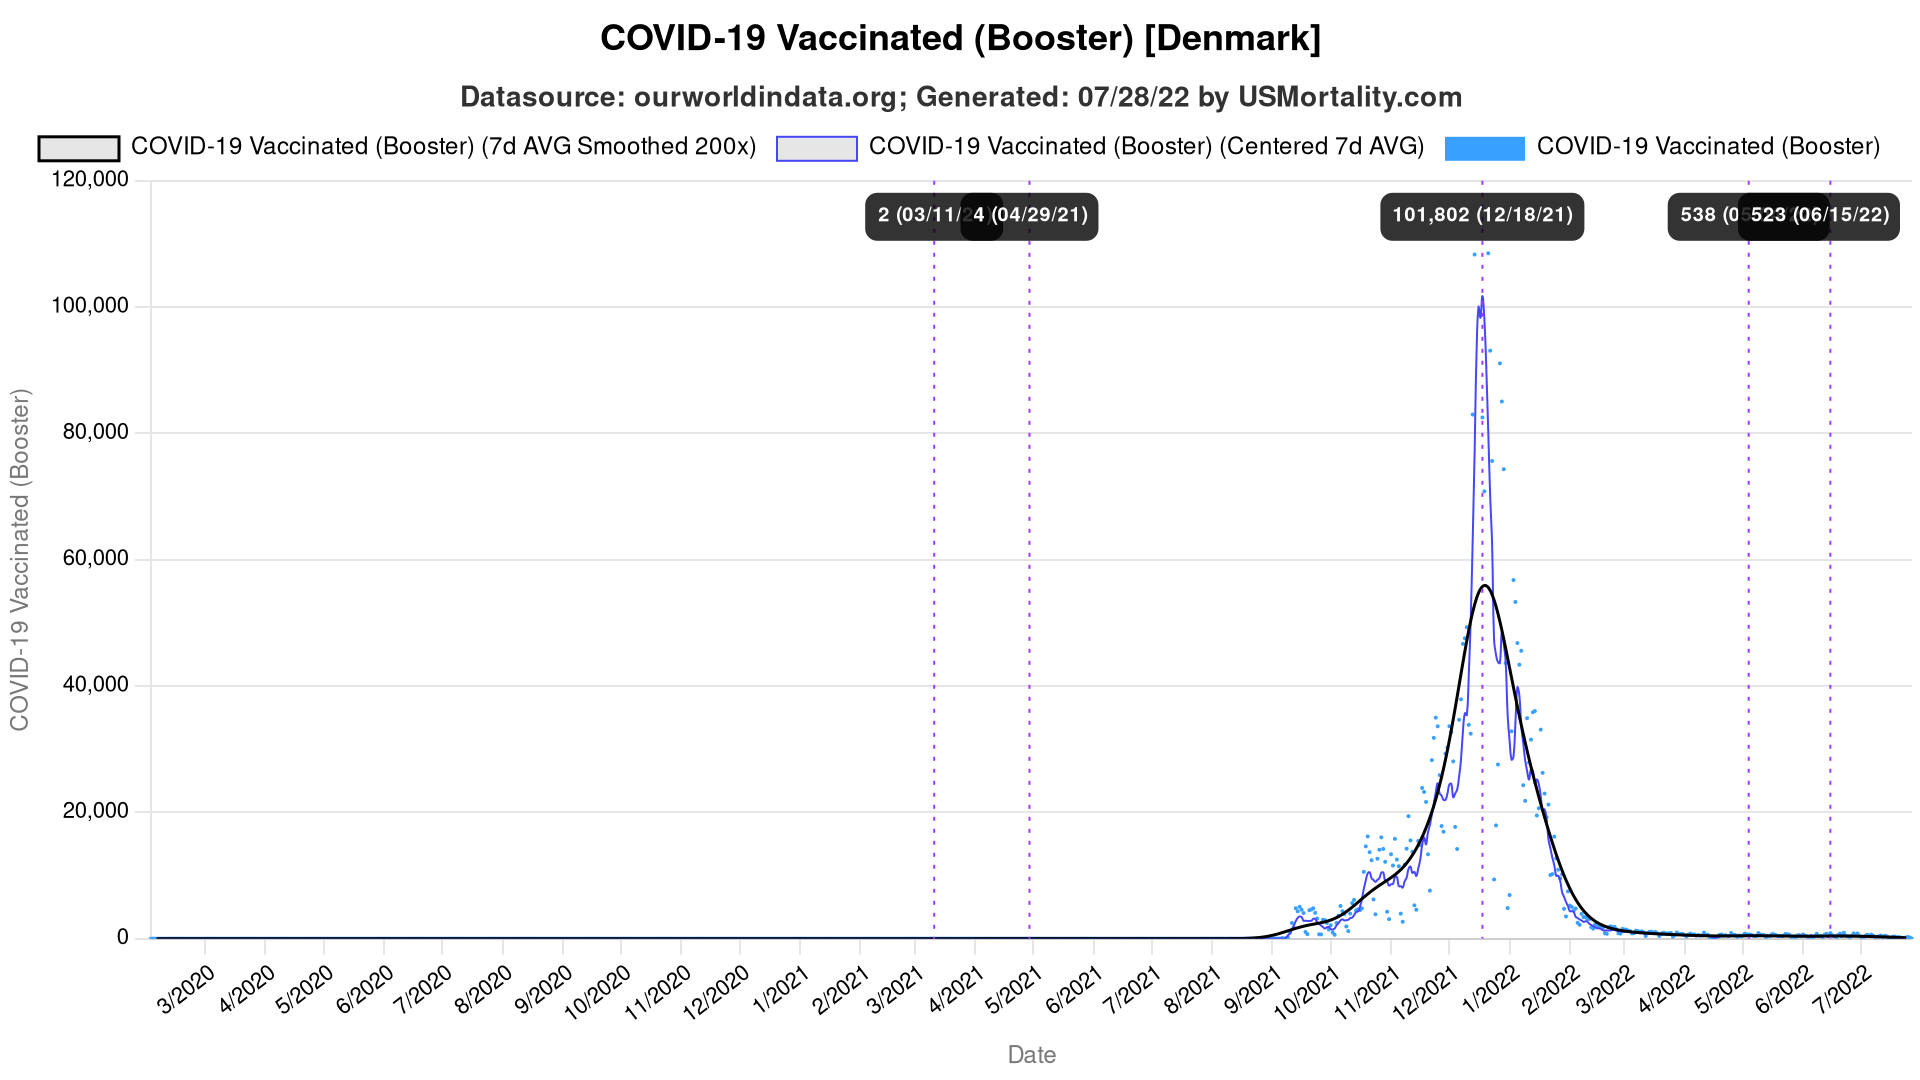 COVID-19 Vaccinated (Booster) [Denmark]
Datasource: ourworldindata.org; Generated: 07/28/22 by USMortality.com
COVID-19 Vaccinated (Booster) (7d AVG Smoothed 200x) COVID-19 Vaccinated (Booster) (Centered 7d AVG) COVID-19 Vaccinated (Booster)
120,000
2 (03/11/ (04/29/21) 101,802 (12/18/21) 538 523 (06/15/22)
100,000
80,000
60,000
40,000
20,000
0
COVID-19 Vaccinated (Booster)
3/2020 4/2020 5/2020 6/2020 7/2020 8/2020 9/2020 10/2020 11/2020 12/2020 1/2021 2/2021 3/2021 4/2021 5/2021 6/2021 7/2021 8/2021 9/2021 10/2021 11/2021 12/2021 1/2022 2/2022 3/2022 4/2022 5/2022 6/2022 7/2022
Date